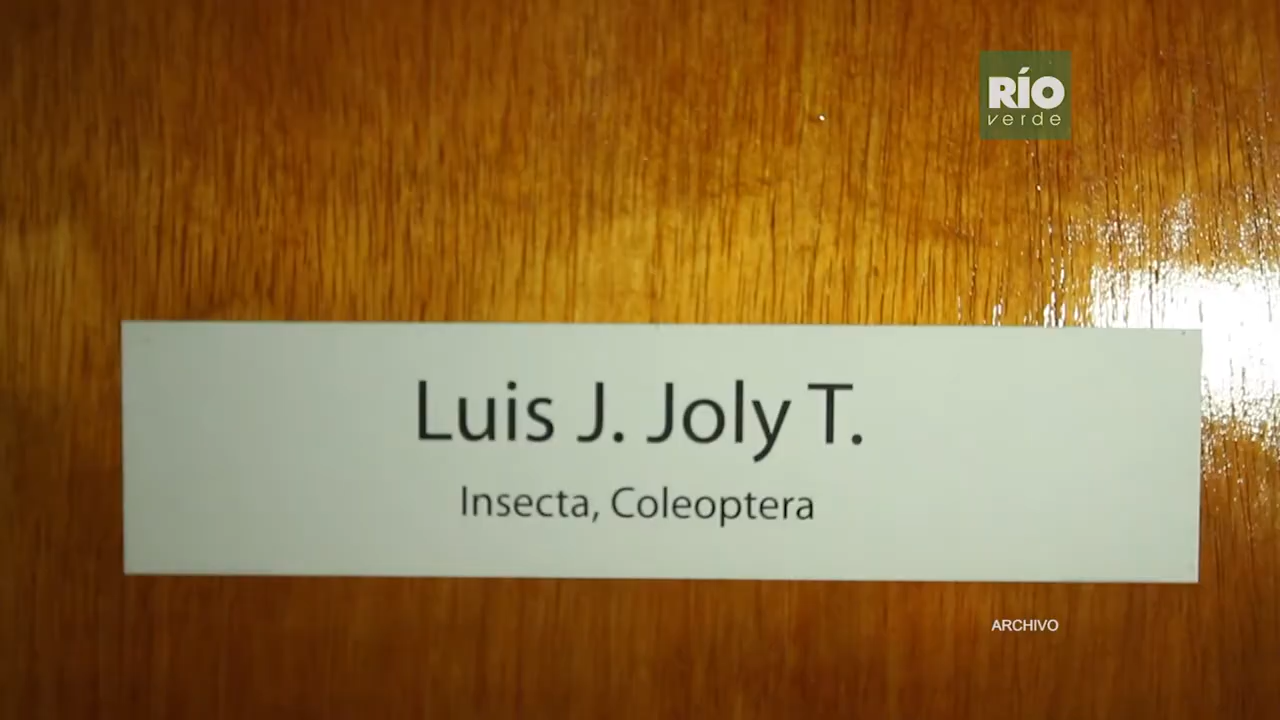 RÍO
verde
Luis J. Joly T.
Insecta, Coleoptera
ARCHIVO